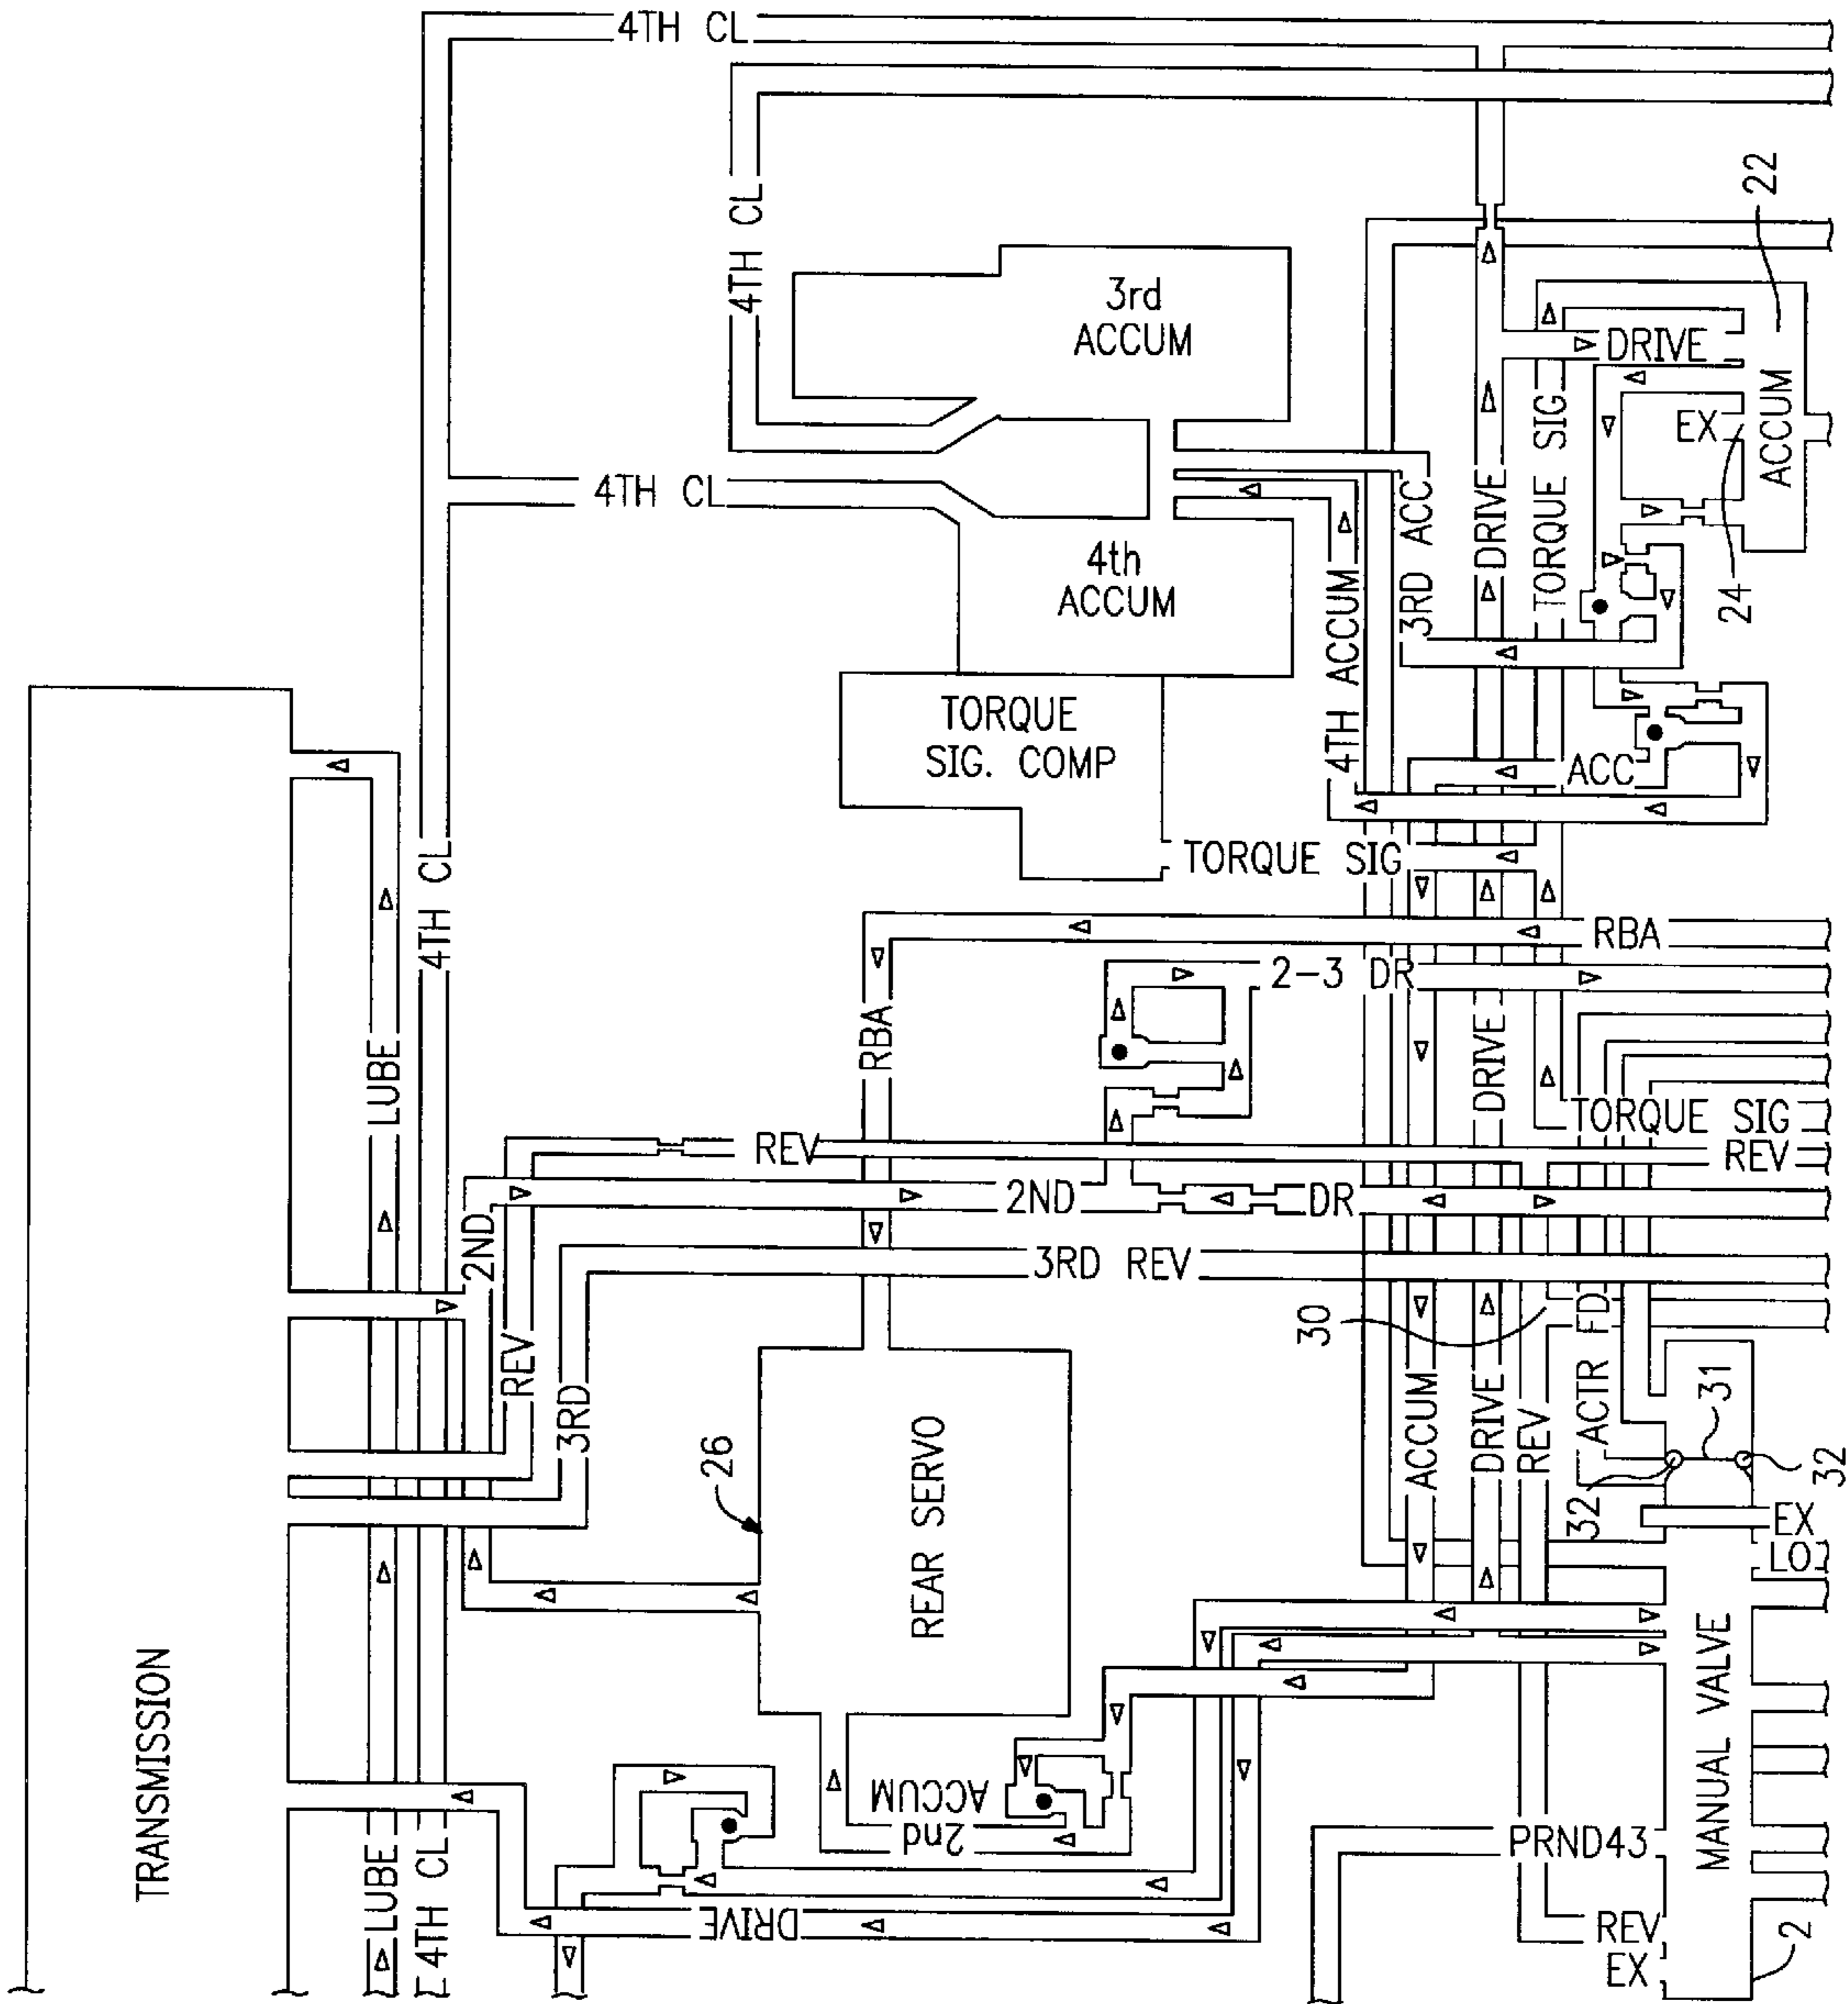 4TH CL
4TH CL
3rd
ACCUM
22
DRIVE
EX
ACCUM
TORQUE SIG
4TH CL
DRIVE
3RD ACC
24
4th
ACCUM
4TH ACCUM
TORQUE
SIG. COMP
ACC
TORQUE SIG
4TH CL
RBA
2-3 DR
RBA
LUBE
DRIVE
TORQUE SIG
REV
REV
2ND
DR
2ND
3RD REV
30
REV
3RD
ACTR FD
ACCUM
DRIVE
REV
31
26
32
32
REAR SERVO
EX
LO
TRANSMISSION
MANUAL VALVE
2nd
ACCUM
PRND43
LUBE
4TH CL
DRIVE
REV
EX
2